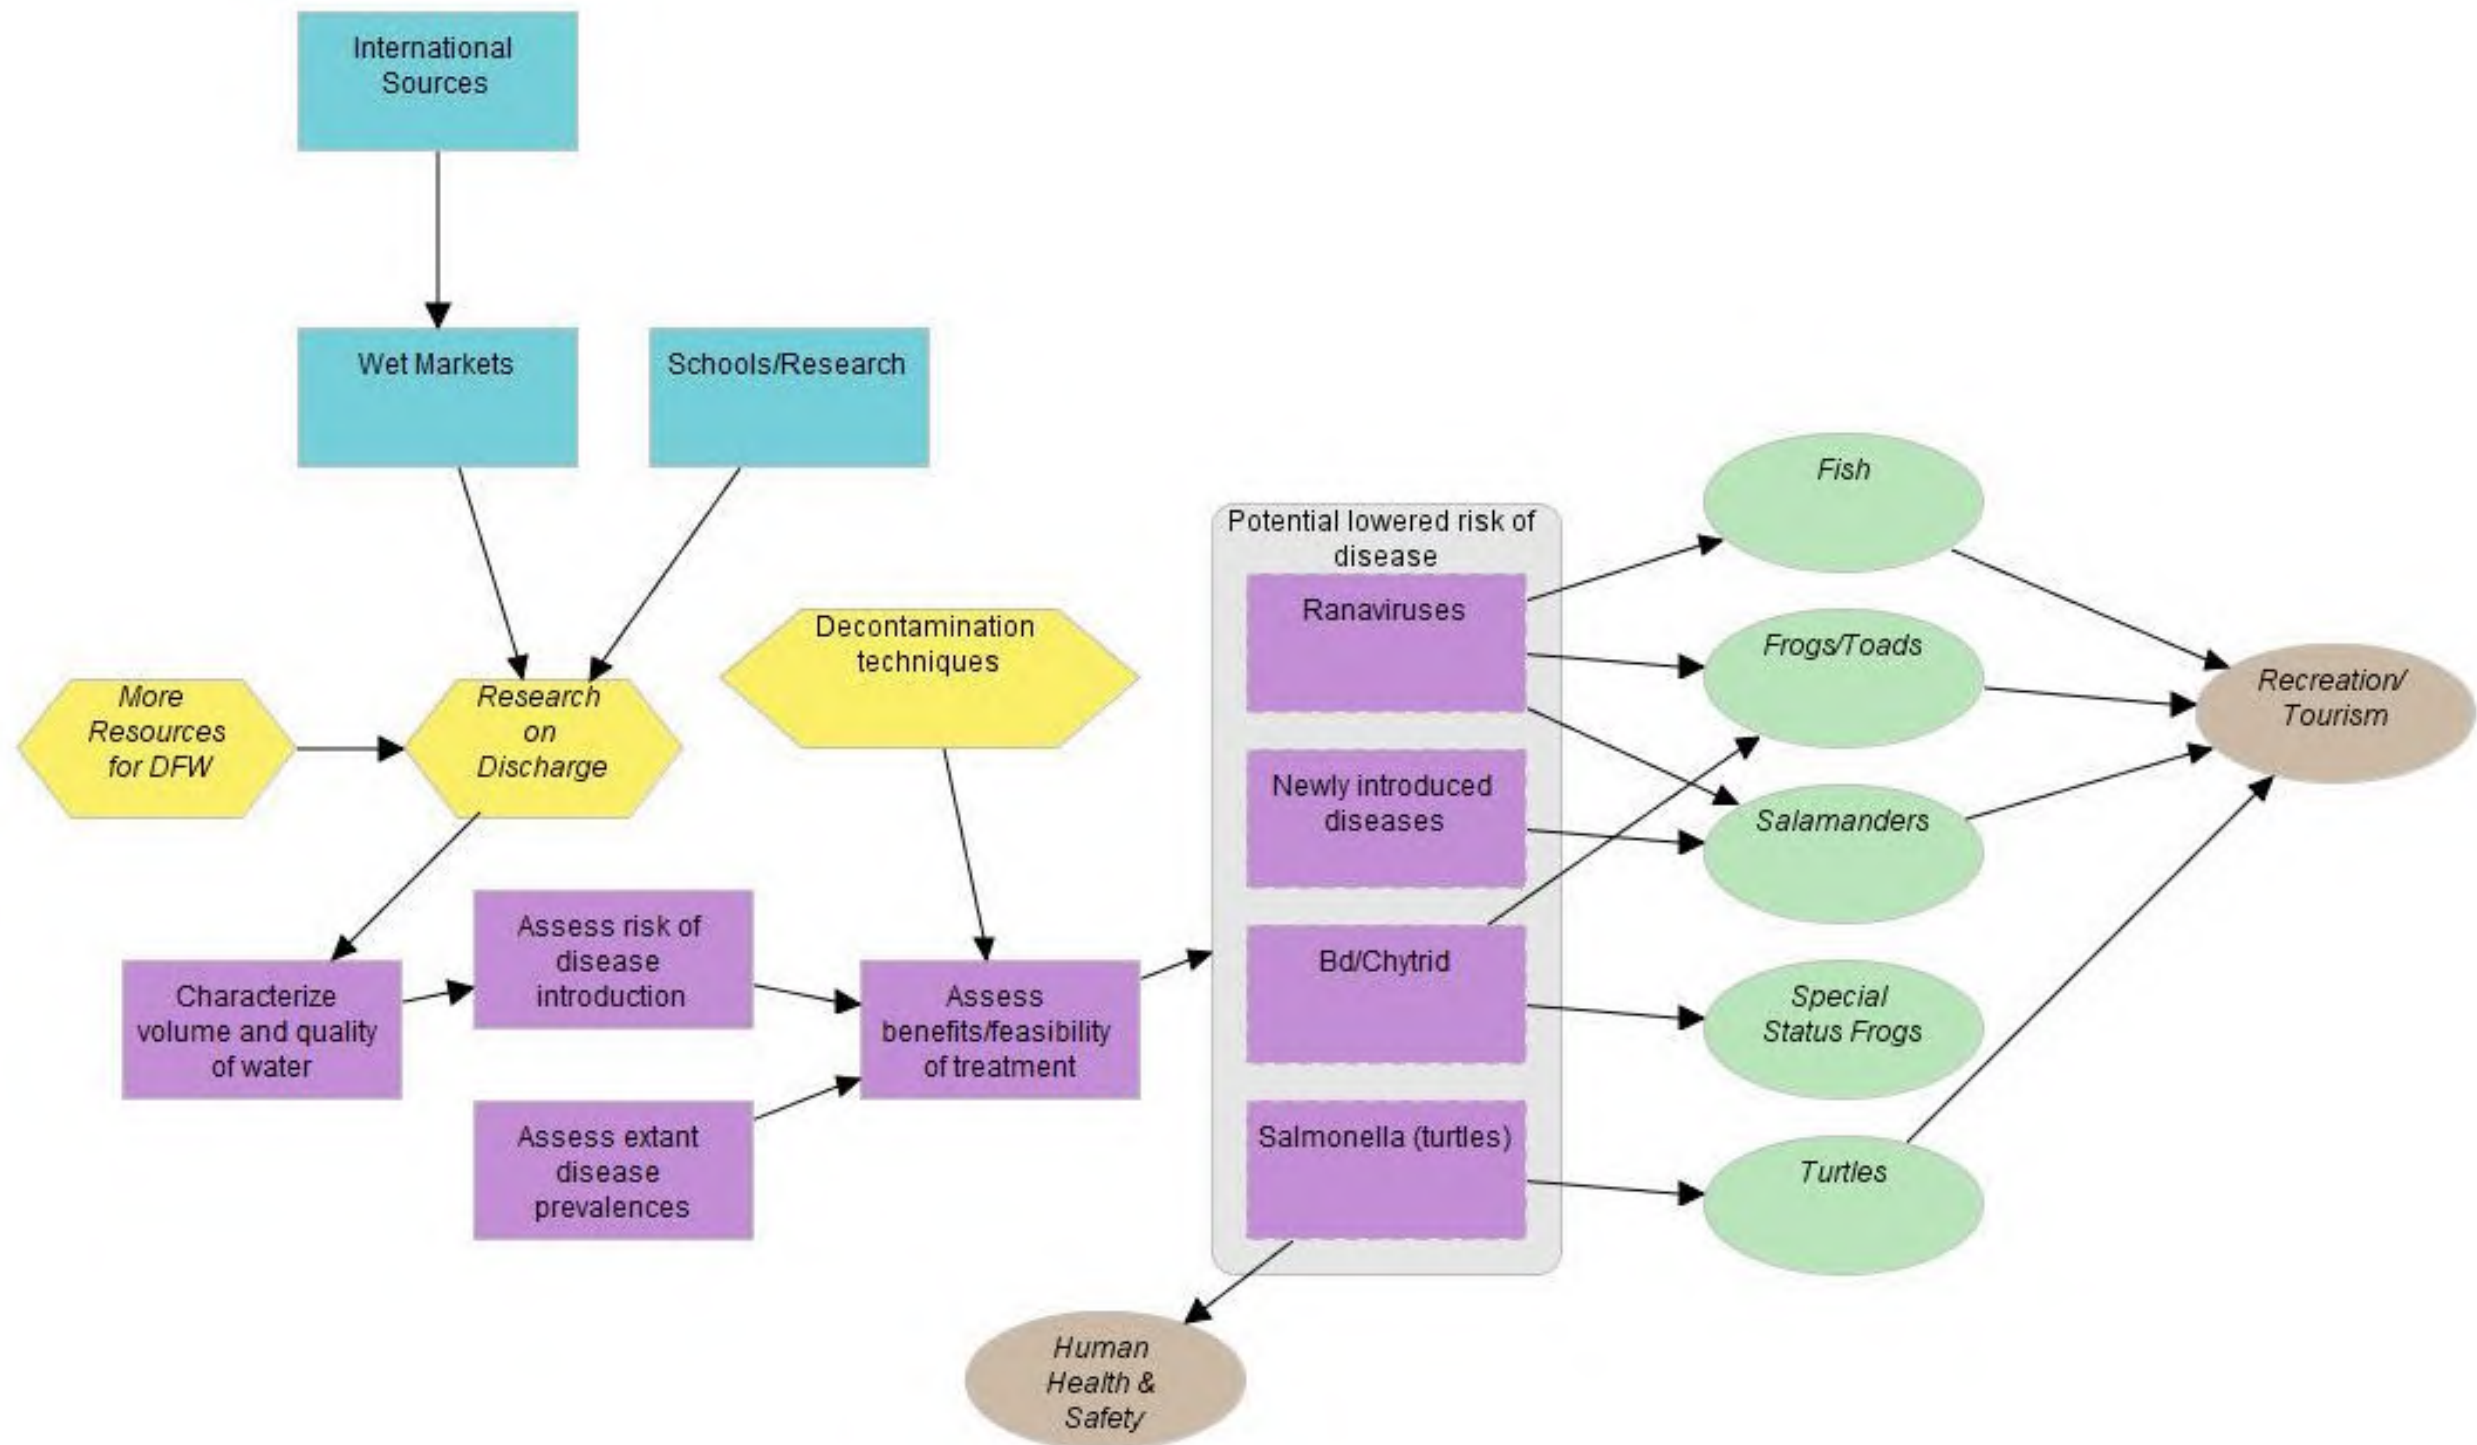 International
Sources
Wet Markets
Schools/Research
More
Resources
for DFW
Research
on
Discharge
Decontamination
techniques
Characterize
volume and quality
of water
Assess risk of
disease
introduction
Assess extant
disease
prevalences
Assess
benefits/feasibility
of treatment
Potential lowered risk of
disease
Ranaviruses
Newly introduced
diseases
Bd/Chytrid
Salmonella (turtles)
Fish
Frogs/Toads
Salamanders
Special
Status Frogs
Turtles
Recreation/
Tourism
Human
Health &
Safety